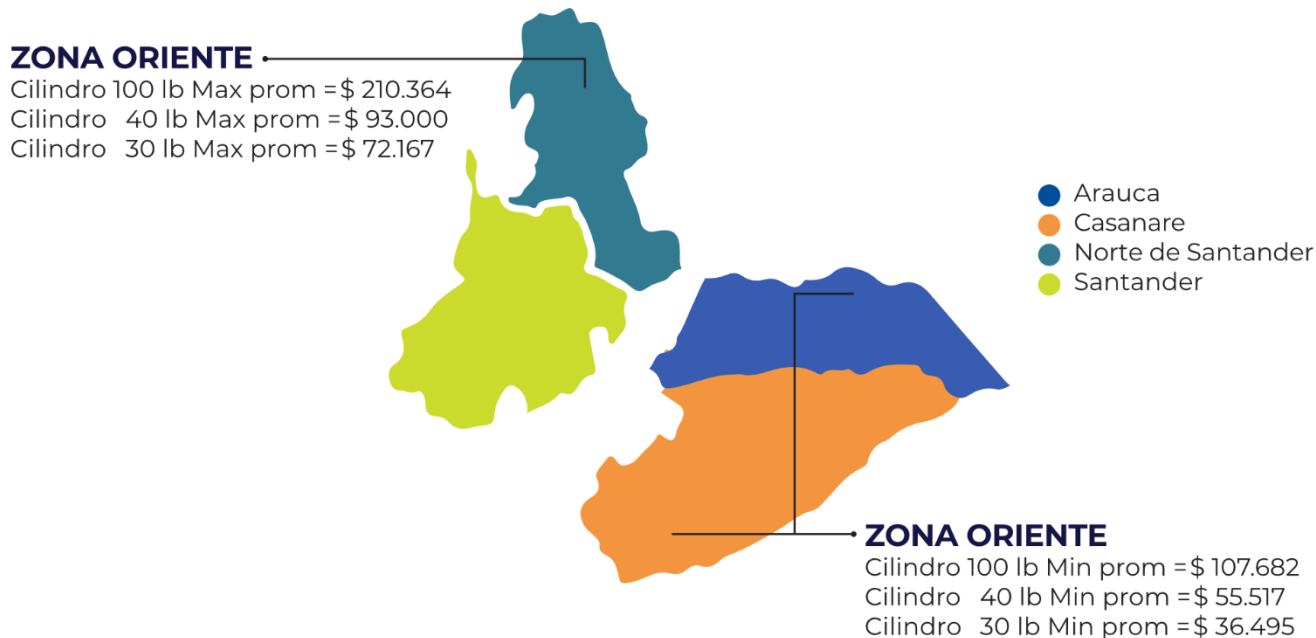 ZONA ORIENTE
Cilindro 100 lb Max prom = $ 210.364
Cilindro 40 lb Max prom = $ 93.000
Cilindro 30 lb Max prom = $ 72.167
Arauca
Casanare
Norte de Santander
Santander
ZONA ORIENTE
Cilindro 100 lb Min prom = $ 107.682
Cilindro 40 lb Min prom = $ 55.517
Cilindro 30 lb Min prom = $ 36.495